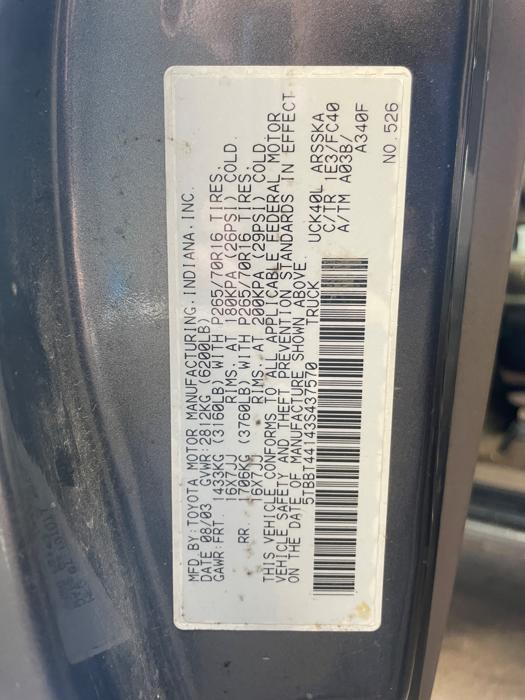 MFD BY: TOYOTA MOTOR MANUFACTURING, INDIANA, INC.
DATE 08/03 GVWR: 2812KG (6200LB)
GAWR: FRT. 1433KG (3160LB) WITH P265/70R16 TIRES,
16X7JJ RIMS, AT 180KPA (26PSI) COLD.
RR. 1706KG (3760LB) WITH P265/70R16 TIRES,
16X7JJ RIMS, AT 200KPA (29PSI) COLD.
THIS VEHICLE CONFORMS TO ALL APPLICABLE FEDERAL MOTOR
VEHICLE SAFETY AND THEFT PREVENTION STANDARDS IN EFFECT
ON THE DATE OF MANUFACTURE SHOWN ABOVE.
5TBBT44143S437570 TRUCK
UCK40L ARSSKA
C/TR 1E3/FC40
A/TM A03B/
A340F
NO. 526